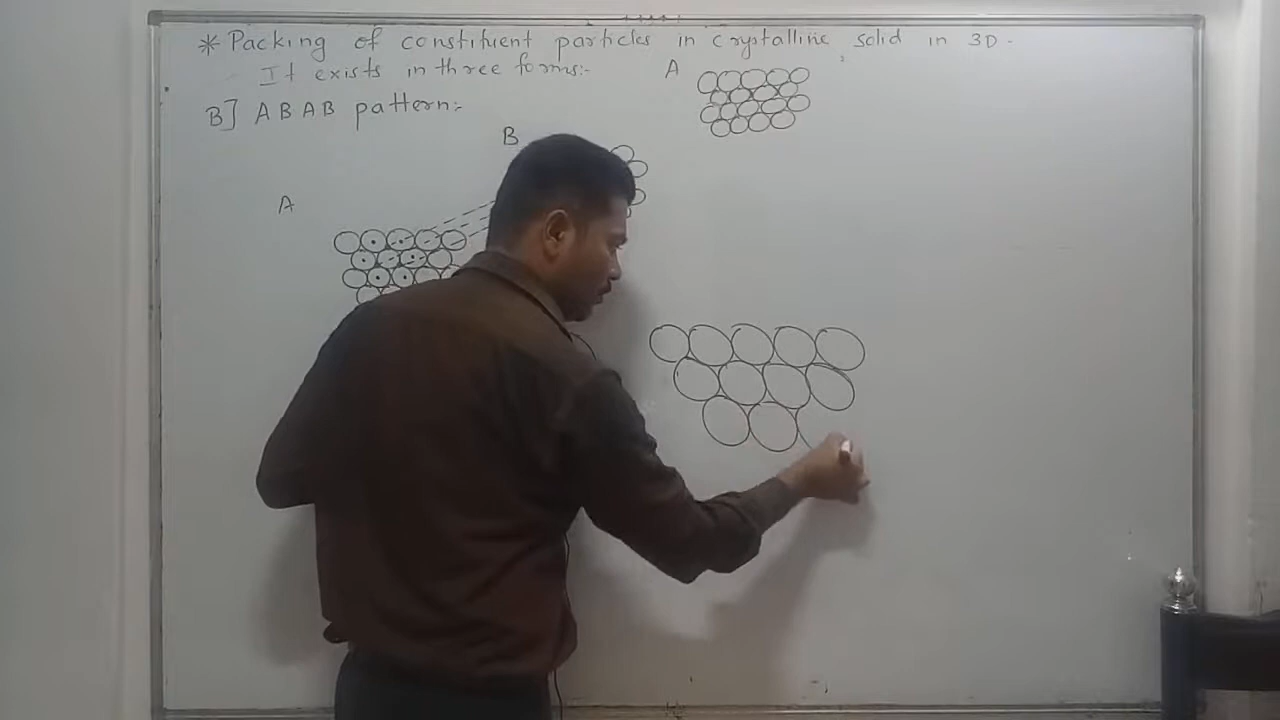 * Packing of constituent particles in crystalline solid in 3D -
- It exists in three forms:-
A
B] ABAB pattern:-
B
A